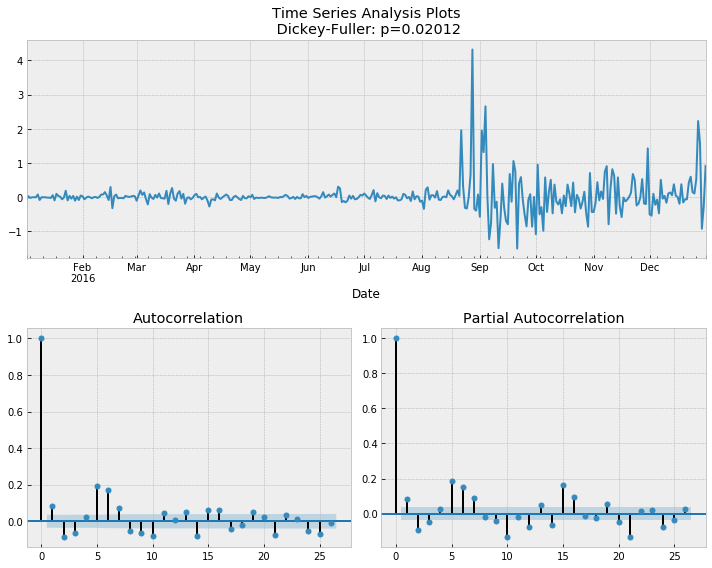 Time Series Analysis Plots
Dickey-Fuller: p=0.02012
4
3
2
1
0
−1
Feb Mar Apr May Jun Jul Aug Sep Oct Nov Dec
2016
Date
Autocorrelation
1.0
0.8
0.6
0.4
0.2
0.0
0 5 10 15 20 25
Partial Autocorrelation
1.0
0.8
0.6
0.4
0.2
0.0
0 5 10 15 20 25